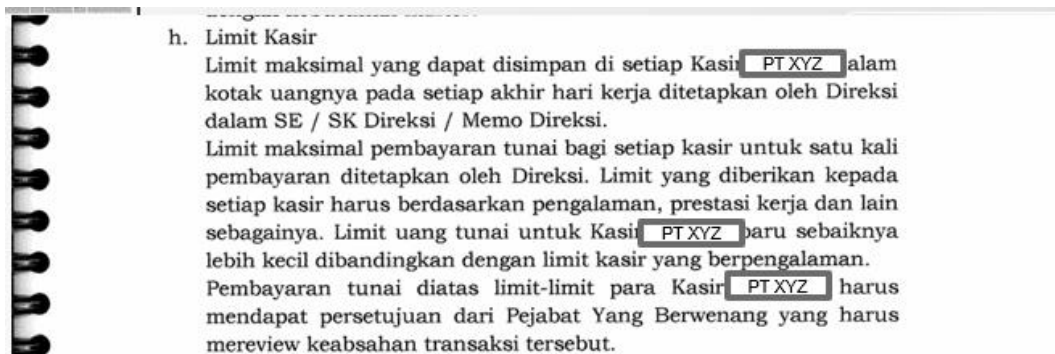 h. Limit Kasir
Limit maksimal yang dapat disimpan di setiap Kasir PT XYZ alam
kotak uangnya pada setiap akhir hari kerja ditetapkan oleh Direksi
dalam SE / SK Direksi / Memo Direksi.
Limit maksimal pembayaran tunai bagi setiap kasir untuk satu kali
pembayaran ditetapkan oleh Direksi. Limit yang diberikan kepada
setiap kasir harus berdasarkan pengalaman, prestasi kerja dan lain
sebagainya. Limit uang tunai untuk Kasir PT XYZ baru sebaiknya
lebih kecil dibandingkan dengan limit kasir yang berpengalaman.
Pembayaran tunai diatas limit-limit para Kasir PT XYZ harus
mendapat persetujuan dari Pejabat Yang Berwenang yang harus
mereview keabsahan transaksi tersebut.